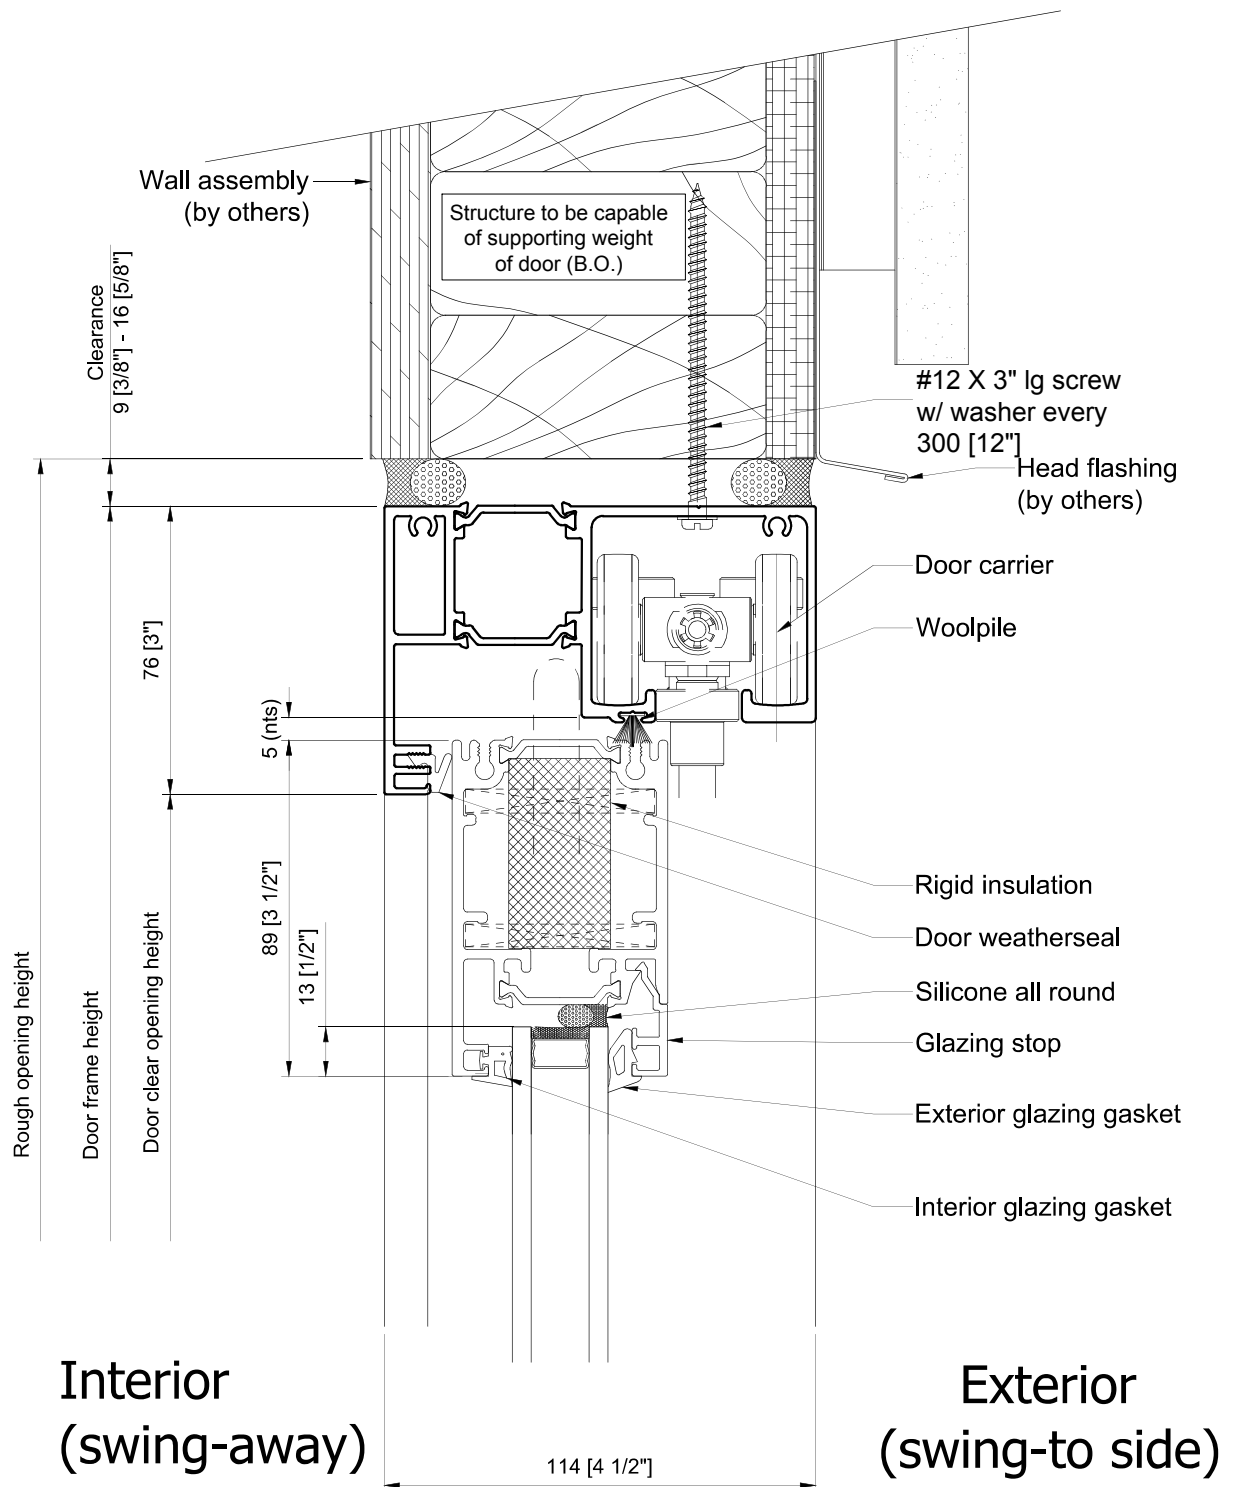 Wall assembly
(by others)
Structure to be capable
of supporting weight
of door (B.O.)
Clearance
9 [3/8"] - 16 [5/8"]
#12 X 3" lg screw
w/ washer every
300 [12"]
Head flashing
(by others)
Door carrier
Woolpile
76 [3"]
5 (nts)
Rigid insulation
Door weatherseal
Silicone all round
Glazing stop
Exterior glazing gasket
Interior glazing gasket
89 [3 1/2"]
13 [1/2"]
Rough opening height
Door frame height
Door clear opening height
Interior
(swing-away)
Exterior
(swing-to side)
114 [4 1/2"]